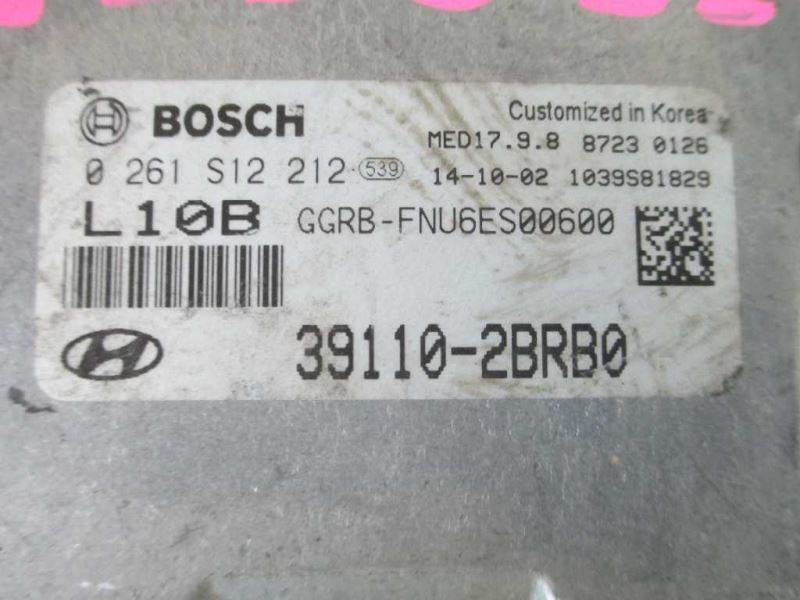 BOSCH
Customized in Korea
MED17.9.8 8723 0126
0 261 S12 212 539
14-10-02 1039S81829
L10B GGRB-FNU6ES00600
39110-2BRB0